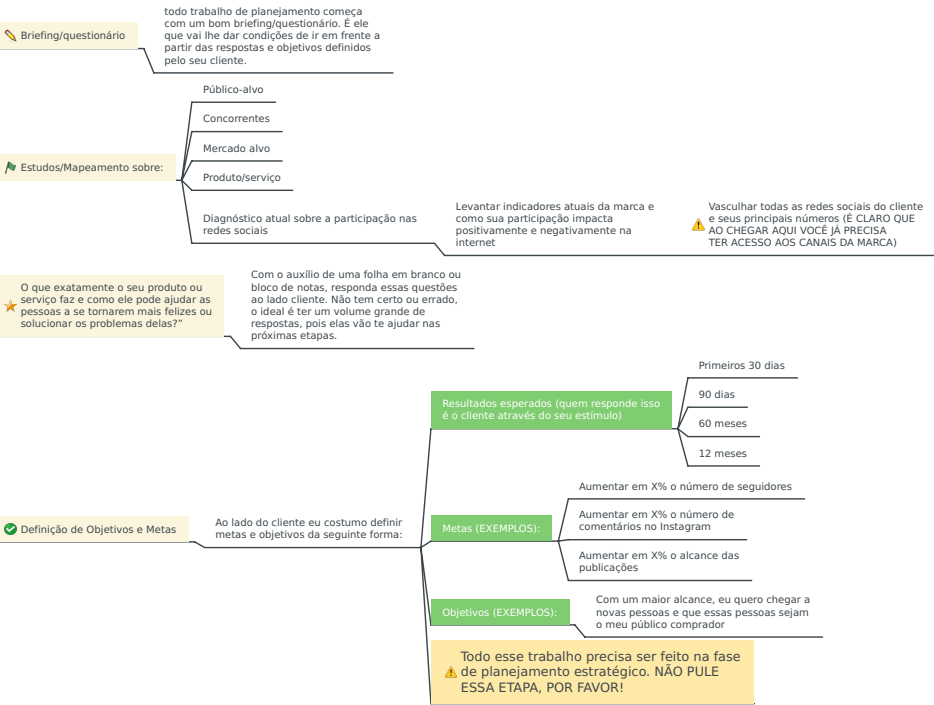 Briefing/questionário
todo trabalho de planejamento começa
com um bom briefing/questionário. É ele
que vai lhe dar condições de ir em frente a
partir das respostas e objetivos definidos
pelo seu cliente.
Estudos/Mapeamento sobre:
Público-alvo
Concorrentes
Mercado alvo
Produto/serviço
Diagnóstico atual sobre a participação nas
redes sociais
Levantar indicadores atuais da marca e
como sua participação impacta
positivamente e negativamente na
internet
Vasculhar todas as redes sociais do cliente
e seus principais números (É CLARO QUE
AO CHEGAR AQUI VOCÊ JÁ PRECISA
TER ACESSO AOS CANAIS DA MARCA)
O que exatamente o seu produto ou
serviço faz e como ele pode ajudar as
pessoas a se tornarem mais felizes ou
solucionar os problemas delas?”
Com o auxílio de uma folha em branco ou
bloco de notas, responda essas questões
ao lado cliente. Não tem certo ou errado,
o ideal é ter um volume grande de
respostas, pois elas vão te ajudar nas
próximas etapas.
Definição de Objetivos e Metas
Ao lado do cliente eu costumo definir
metas e objetivos da seguinte forma:
Resultados esperados (quem responde isso
é o cliente através do seu estímulo)
Primeiros 30 dias
90 dias
60 meses
12 meses
Metas (EXEMPLOS):
Aumentar em X% o número de seguidores
Aumentar em X% o número de
comentários no Instagram
Aumentar em X% o alcance das
publicações
Objetivos (EXEMPLOS):
Com um maior alcance, eu quero chegar a
novas pessoas e que essas pessoas sejam
o meu público comprador
Todo esse trabalho precisa ser feito na fase
de planejamento estratégico. NÃO PULE
ESSA ETAPA, POR FAVOR!